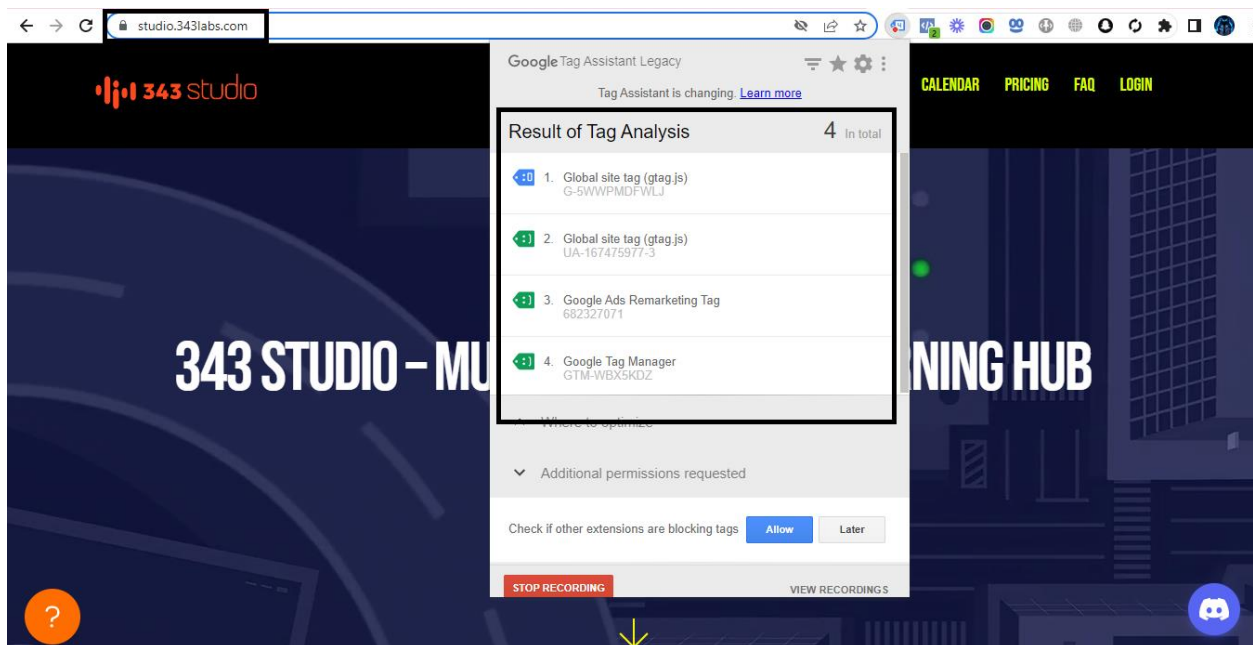 studio.343labs.com
2
343 studio
CALENDAR PRICING FAQ LOGIN
Google Tag Assistant Legacy
Tag Assistant is changing. Learn more
Result of Tag Analysis 4 In total
1. Global site tag (gtag.js)
G-5WWPMDFWLJ
2. Global site tag (gtag.js)
UA-167475977-3
3. Google Ads Remarketing Tag
682327071
4. Google Tag Manager
GTM-WBX5KDZ
343 STUDIO – MU
NING HUB
Where to optimize
Additional permissions requested
Check if other extensions are blocking tags Allow Later
STOP RECORDING VIEW RECORDINGS
?